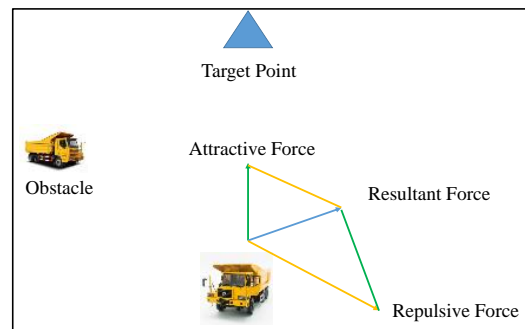 Target Point
Attractive Force
Obstacle
Resultant Force
Repulsive Force